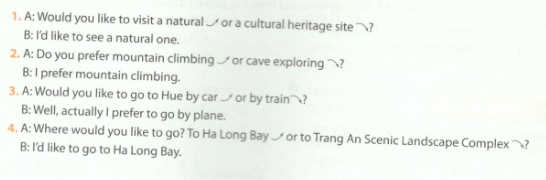 1. A: Would you like to visit a natural or a cultural heritage site ?
B: I'd like to see a natural one.
2. A: Do you prefer mountain climbing or cave exploring ?
B: I prefer mountain climbing.
3. A: Would you like to go to Hue by car or by train ?
B: Well, actually I prefer to go by plane.
4. A: Where would you like to go? To Ha Long Bay or to Trang An Scenic Landscape Complex ?
B: I'd like to go to Ha Long Bay.